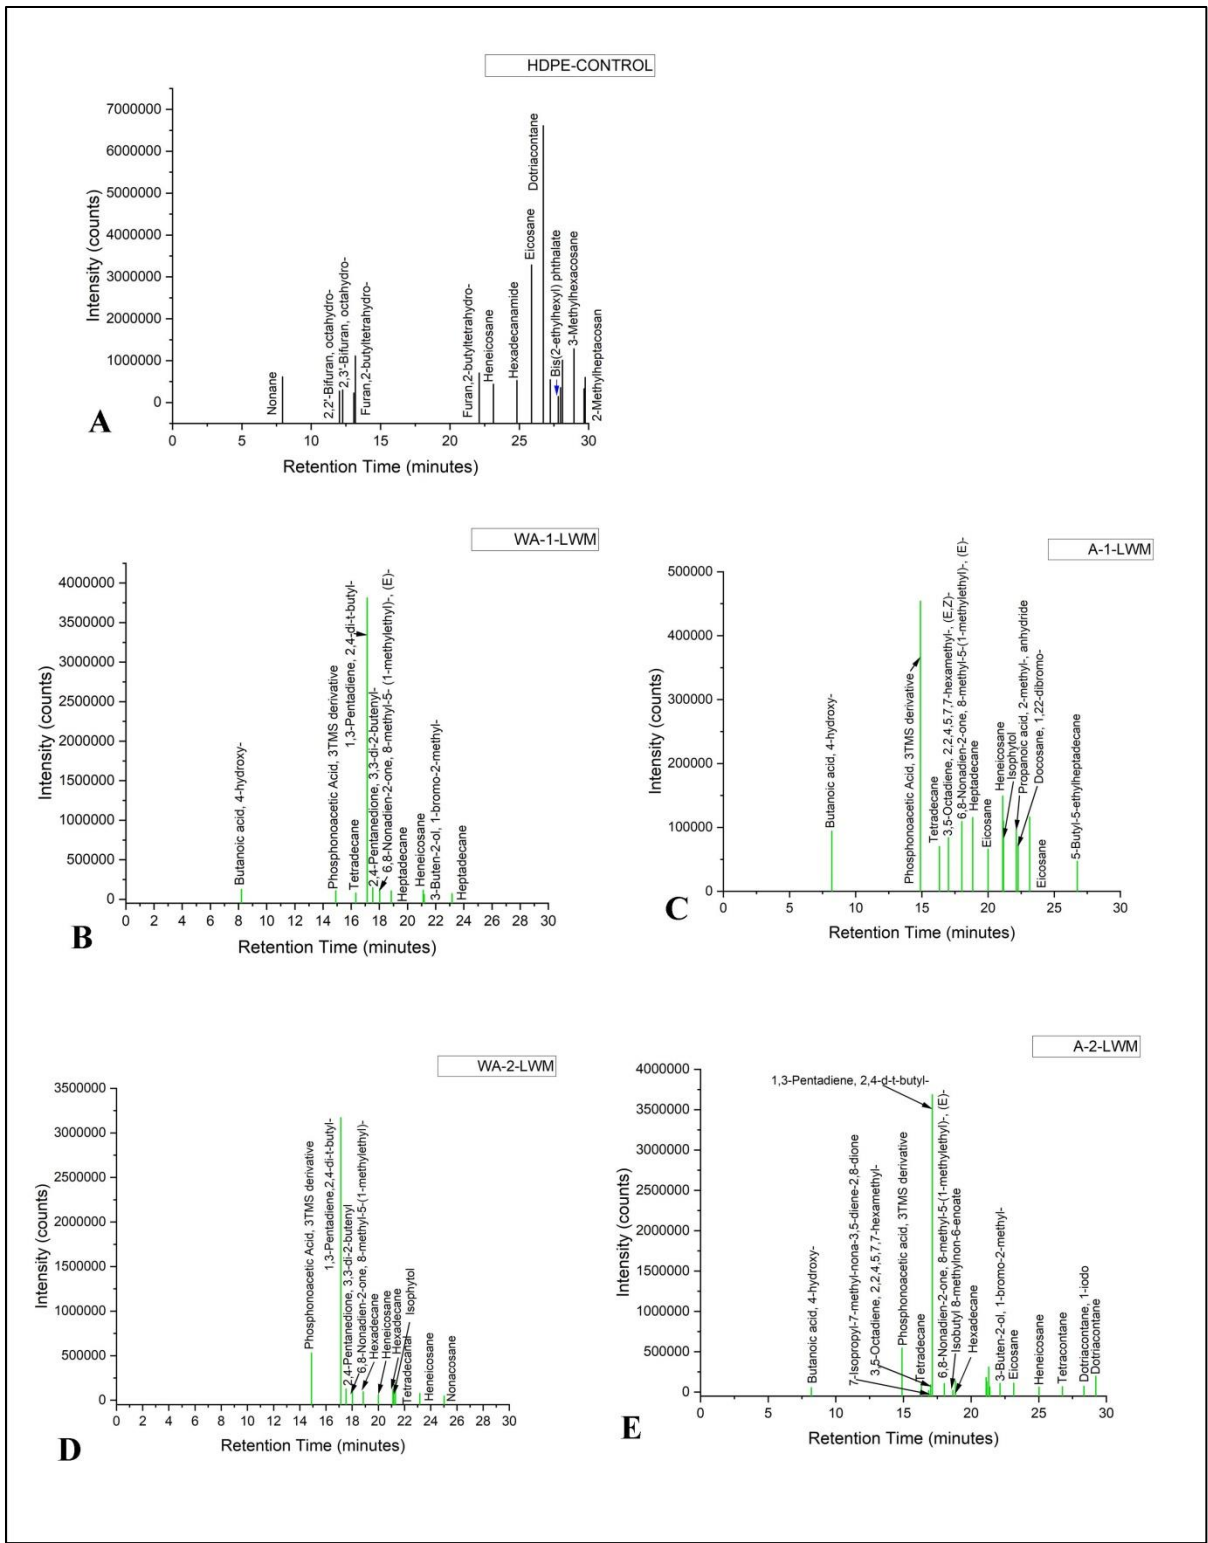 HDPE-CONTROL
7000000
6000000
5000000
4000000
3000000
2000000
1000000
0
Intensity (counts)
Nonane
2,2'-Bifuran, octahydro-
2,3'-Bifuran, octahydro-
Furan,2-butyltetrahydro-
Furan,2-butyltetrahydro-
Heneicosane
Hexadecanamide
Eicosane
Dotriacontane
Bis(2-ethylhexyl) phthalate
3-Methylhexacosane
2-Methylheptacosan
0 5 10 15 20 25 30
Retention Time (minutes)
A
WA-1-LWM
4000000
3500000
3000000
2500000
2000000
1500000
1000000
500000
0
Intensity (counts)
Butanoic acid, 4-hydroxy-
Phosphonoacetic Acid, 3TMS derivative
Tetradecane
1,3-Pentadiene, 2,4-di-t-butyl-
2,4-Pentanedione, 3,3-di-2-butenyl-
6,8-Nonadien-2-one, 8-methyl-5- (1-methylethyl)-, (E)-
Heptadecane
Heneicosane
3-Buten-2-ol, 1-bromo-2-methyl-
Heptadecane
0 2 4 6 8 10 12 14 16 18 20 22 24 26 28 30
Retention Time (minutes)
B
A-1-LWM
500000
400000
300000
200000
100000
0
Intensity (counts)
Butanoic acid, 4-hydroxy-
Phosphonoacetic Acid, 3TMS derivative
Tetradecane
3,5-Octadiene, 2,2,4,5,7,7-hexamethyl-, (E,Z)-
6,8-Nonadien-2-one, 8-methyl-5-(1-methylethyl)-, (E)-
Heptadecane
Eicosane
Heneicosane
Isophytol
Propanoic acid, 2-methyl-, anhydride
Docosane, 1,22-dibromo-
Eicosane
5-Butyl-5-ethylheptadecane
0 5 10 15 20 25 30
Retention Time (minutes)
C
WA-2-LWM
3500000
3000000
2500000
2000000
1500000
1000000
500000
0
Intensity (counts)
Phosphonoacetic Acid, 3TMS derivative
1,3-Pentadiene,2,4-di-t-butyl-
2,4-Pentanedione, 3,3-di-2-butenyl
6,8-Nonadien-2-one, 8-methyl-5-(1-methylethyl)-
Hexadecane
Heneicosane
Hexadecane
Isophytol
Tetradecanal
Heneicosane
Nonacosane
0 2 4 6 8 10 12 14 16 18 20 22 24 26 28 30
Retention Time (minutes)
D
A-2-LWM
4000000
3500000
3000000
2500000
2000000
1500000
1000000
500000
0
Intensity (counts)
1,3-Pentadiene, 2,4-d-t-butyl-
Butanoic acid, 4-hydroxy-
7-Isopropyl-7-methyl-nona-3,5-diene-2,8-dione
3,5-Octadiene, 2,2,4,5,7,7-hexamethyl-
Phosphonoacetic acid, 3TMS derivative
Tetradecane
6,8-Nonadien-2-one, 8-methyl-5-(1-methylethyl)-, (E)-
Isobutyl 8-methylnon-6-enoate
Hexadecane
3-Buten-2-ol, 1-bromo-2-methyl-
Eicosane
Heneicosane
Tetracontane
Dotriacontane, 1-iodo
Dotriacontane
0 5 10 15 20 25 30
Retention Time (minutes)
E